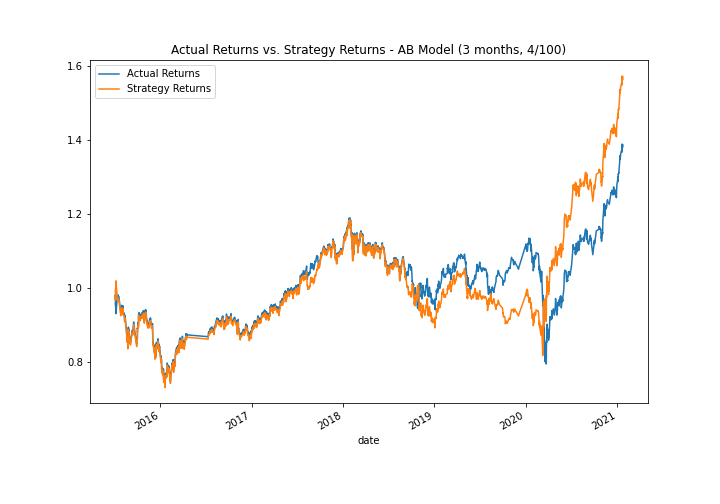 Actual Returns vs. Strategy Returns - AB Model (3 months, 4/100)
Actual Returns
Strategy Returns
1.6
1.4
1.2
1.0
0.8
2016
2017
2018
2019
2020
2021
date